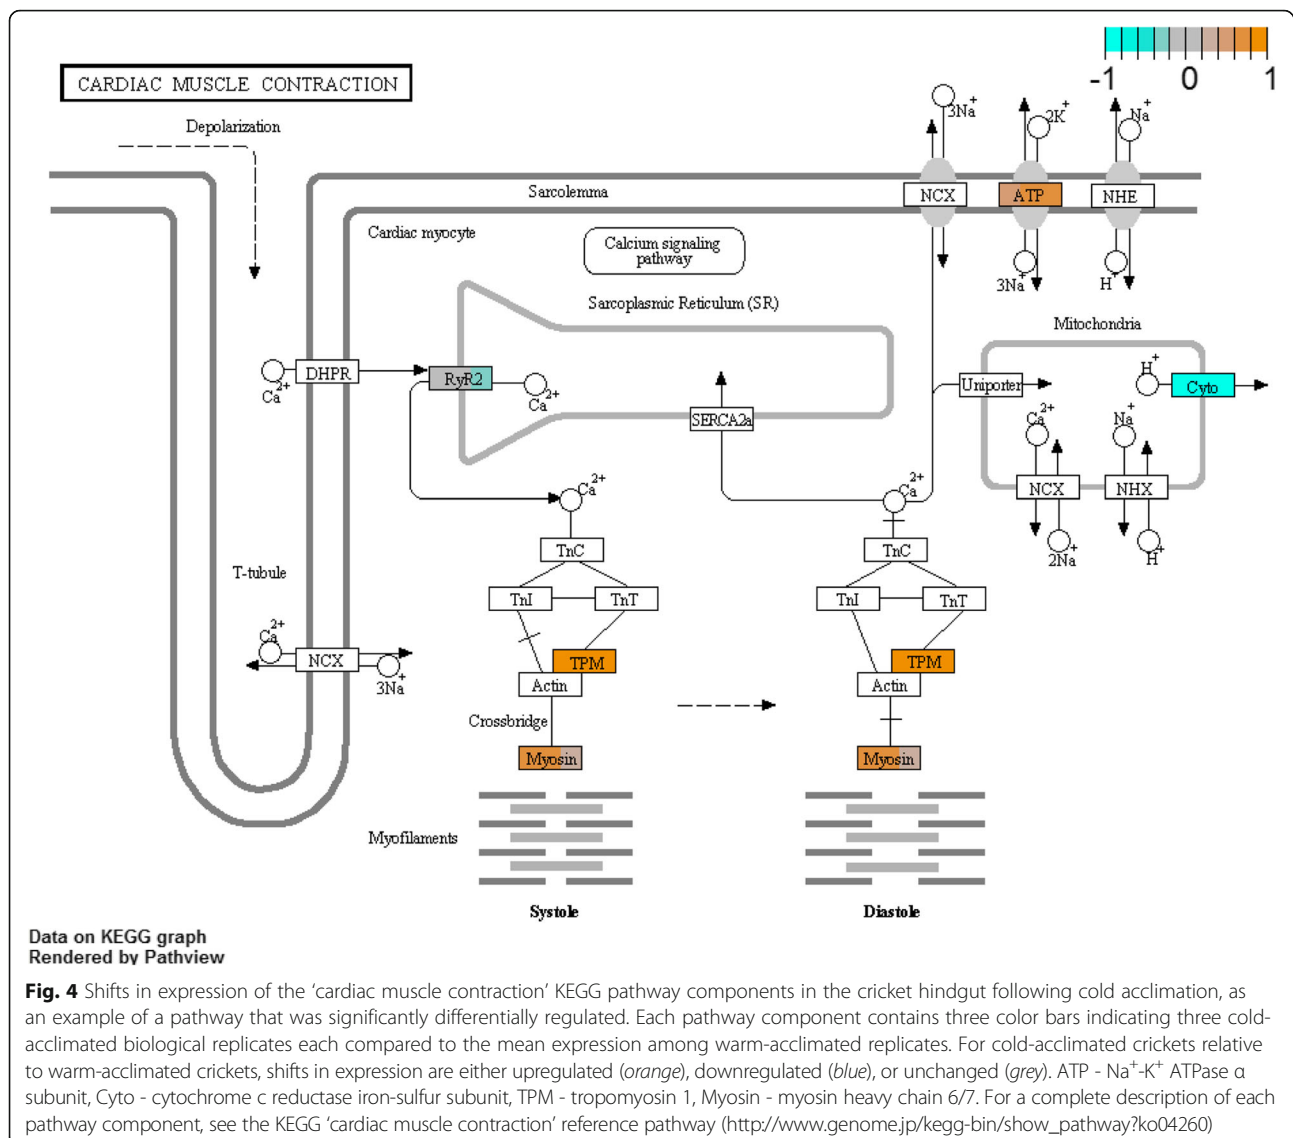 -1 0 1
CARDIAC MUSCLE CONTRACTION
Depolarization
3Na+
2K+
Na+
Sarcolemma
NCX
ATP
NHE
Cardiac myocyte
Calcium signaling
pathway
3Na+
H+
Sarcoplasmic Reticulum (SR)
Mitochondria
DHPR
Ca2+
RyR2
Ca2+
Uniporter
H+
Cyto
SERCA2a
Ca2+
Na+
NCX
NHX
2Na+
H+
Ca2+
Ca2+
TnC
TnC
T-tubule
TnI
TnT
TnI
TnT
Ca2+
NCX
3Na+
TPM
TPM
Actin
Actin
Crossbridge
Myosin
Myosin
Myofilaments
Systole
Diastole
Data on KEGG graph
Rendered by Pathview
Fig. 4 Shifts in expression of the ‘cardiac muscle contraction’ KEGG pathway components in the cricket hindgut following cold acclimation, as
an example of a pathway that was significantly differentially regulated. Each pathway component contains three color bars indicating three cold-
acclimated biological replicates each compared to the mean expression among warm-acclimated replicates. For cold-acclimated crickets relative
to warm-acclimated crickets, shifts in expression are either upregulated (orange), downregulated (blue), or unchanged (grey). ATP - Na+-K+ ATPase α
subunit, Cyto - cytochrome c reductase iron-sulfur subunit, TPM - tropomyosin 1, Myosin - myosin heavy chain 6/7. For a complete description of each
pathway component, see the KEGG ‘cardiac muscle contraction’ reference pathway (http://www.genome.jp/kegg-bin/show_pathway?ko04260)